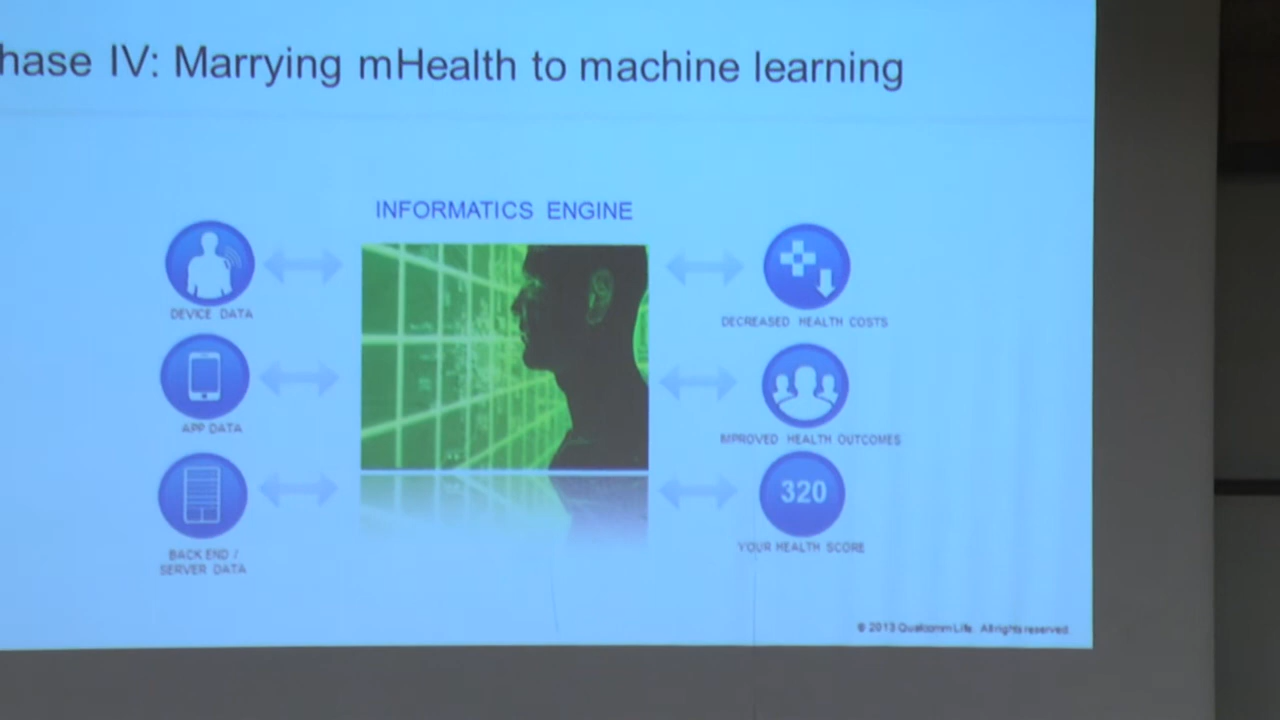 hase IV: Marrying mHealth to machine learning
INFORMATICS ENGINE
DEVICE DATA
APP DATA
BACK END /
SERVER DATA
DECREASED HEALTH COSTS
IMPROVED HEALTH OUTCOMES
320
YOUR HEALTH SCORE
© 2013 Qualcomm Life. All rights reserved.